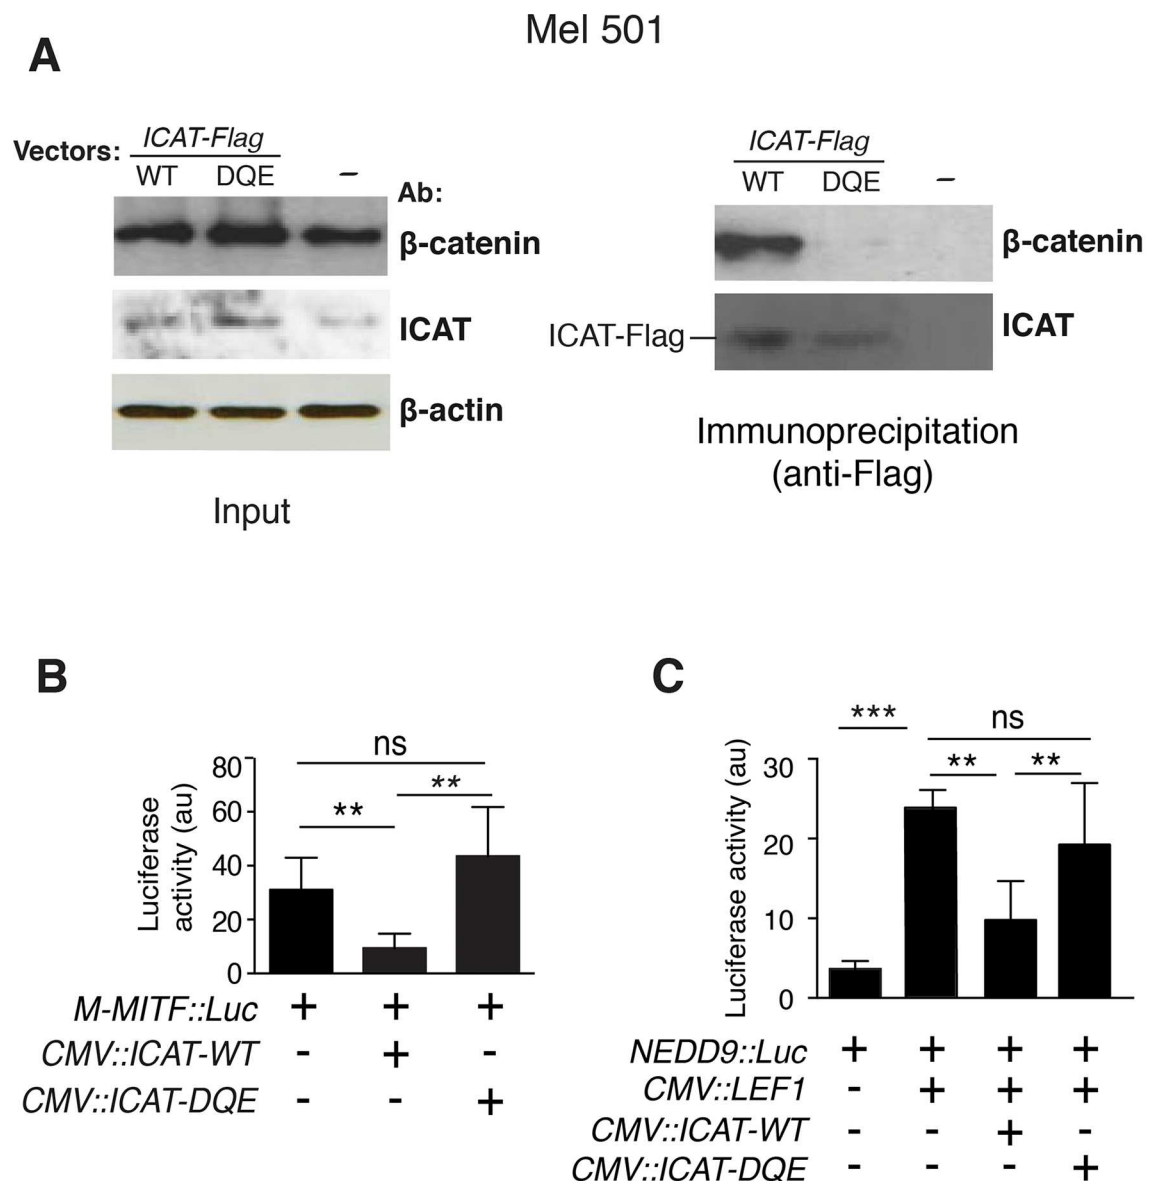 Mel 501
A
Vectors: ICAT-Flag
WT DQE –
Ab:
β-catenin
ICAT
β-actin
Input
ICAT-Flag
WT DQE –
β-catenin
ICAT-Flag
ICAT
Immunoprecipitation
(anti-Flag)
B
Luciferase
activity (au)
80
60
40
20
0
ns
**
**
M-MITF::Luc + + +
CMV::ICAT-WT - + -
CMV::ICAT-DQE - - +
C
Luciferase activity (au)
30
20
10
0
***
ns
**
**
NEDD9::Luc + + + +
CMV::LEF1 - + + +
CMV::ICAT-WT - - + -
CMV::ICAT-DQE - - - +